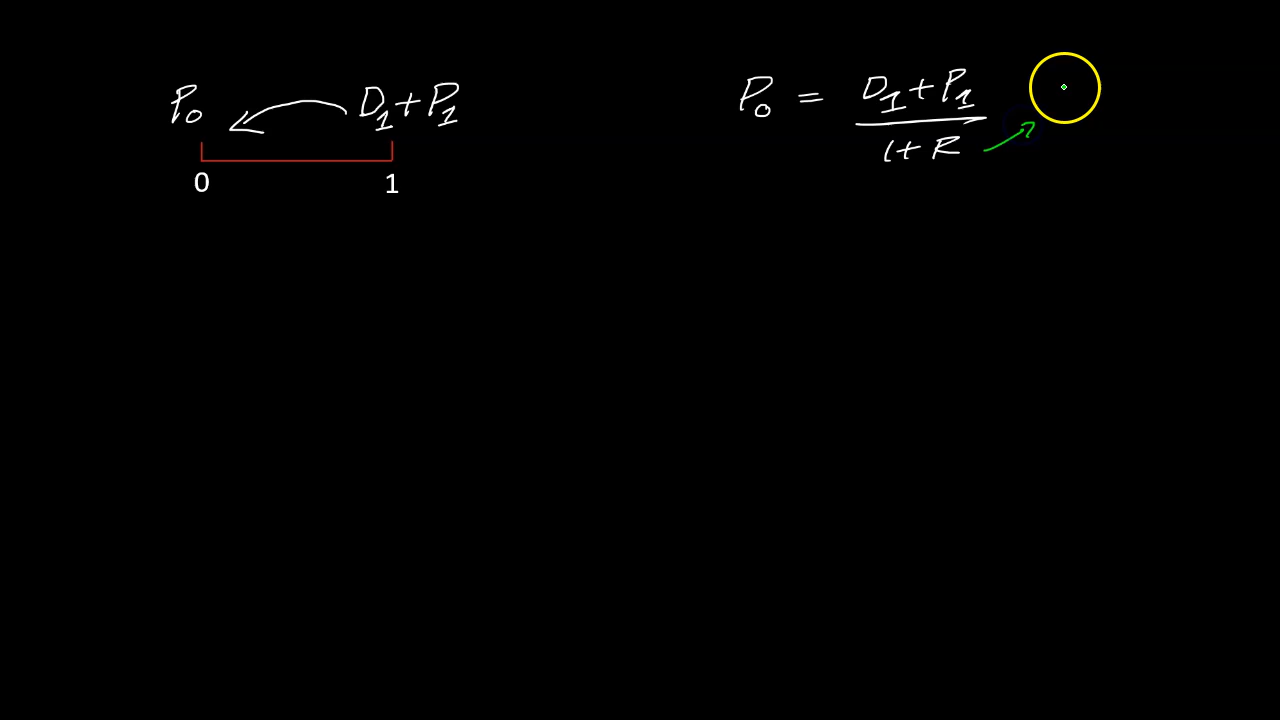 P₀ D₁+P₁
0 1
P₀ = D₁+P₁
1+R